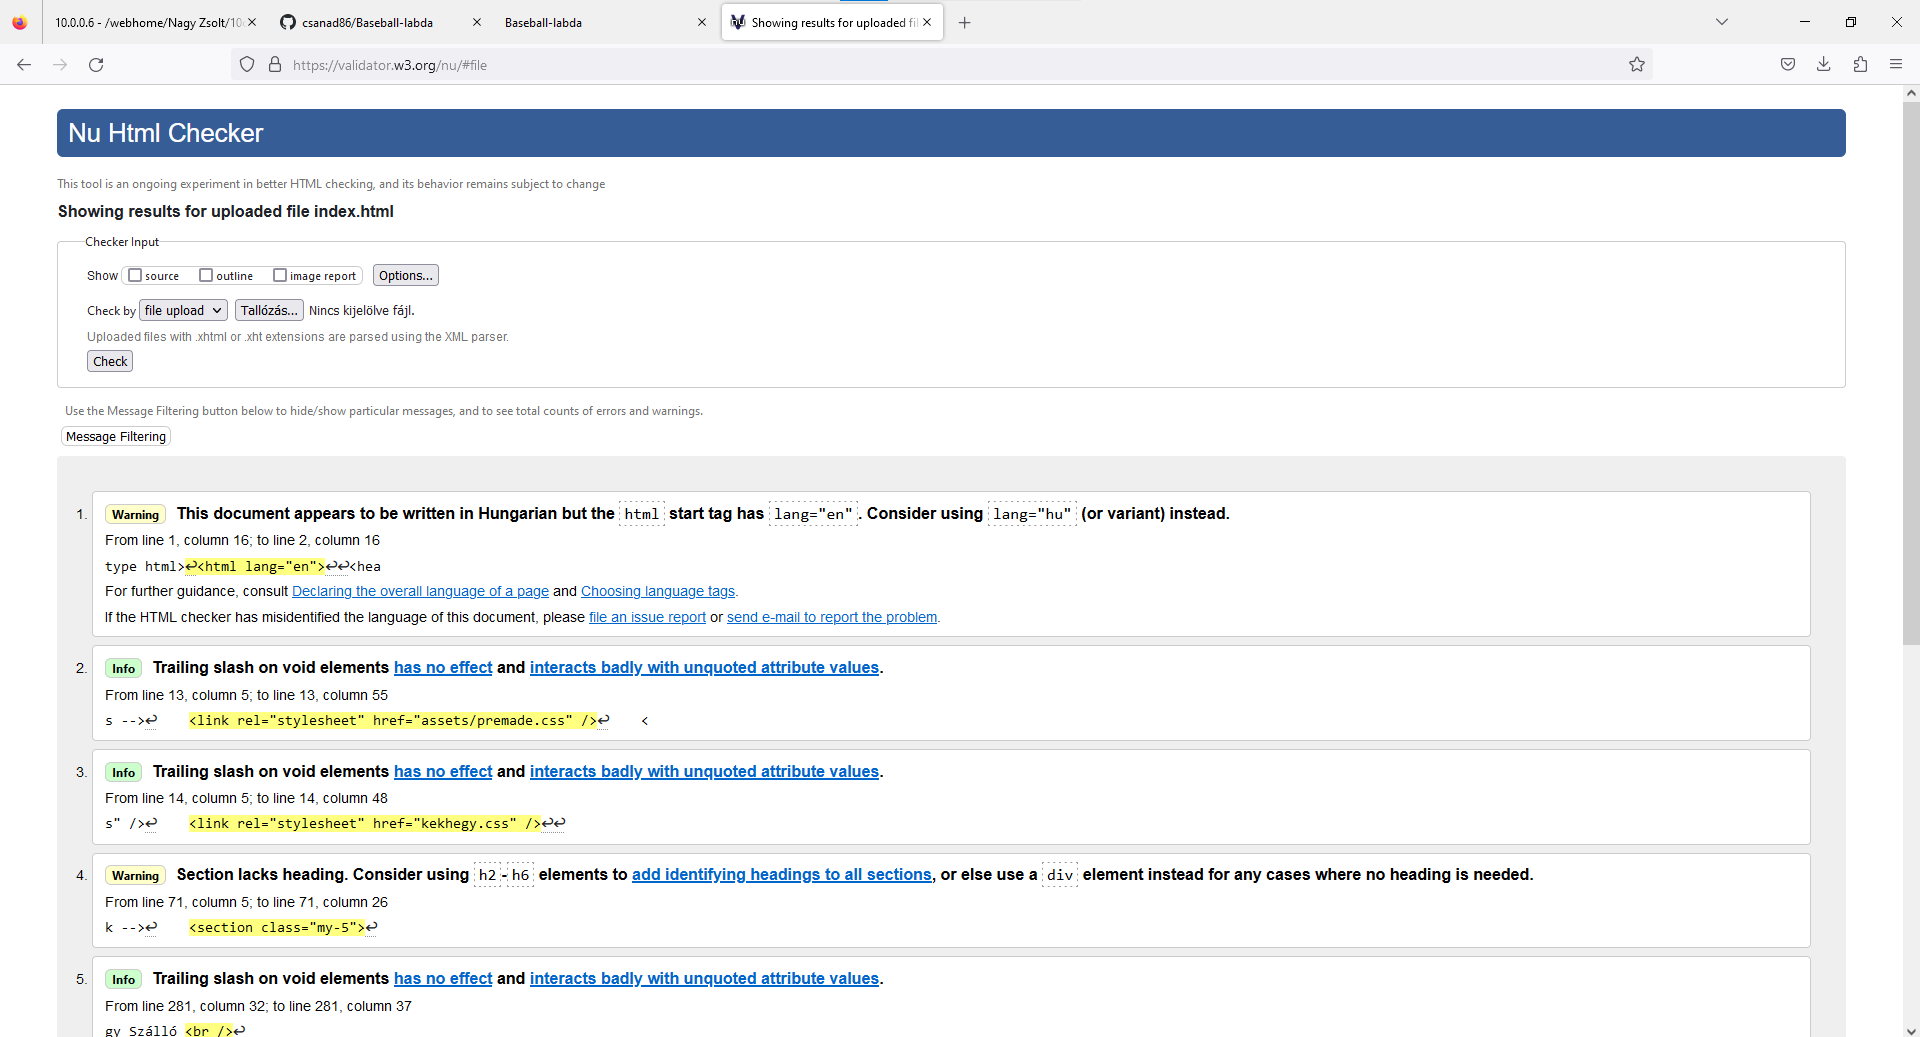 10.0.0.6 - /webhome/Nagy Zsolt/10
csanad86/Baseball-labda
Baseball-labda
Showing results for uploaded fi
https://validator.w3.org/nu/#file
Nu Html Checker
This tool is an ongoing experiment in better HTML checking, and its behavior remains subject to change
Showing results for uploaded file index.html
Checker Input
Show source outline image report Options...
Check by file upload Tallózás... Nincs kijelölve fájl.
Uploaded files with .xhtml or .xht extensions are parsed using the XML parser.
Check
Use the Message Filtering button below to hide/show particular messages, and to see total counts of errors and warnings.
Message Filtering
1. Warning This document appears to be written in Hungarian but the html start tag has lang="en". Consider using lang="hu" (or variant) instead.
From line 1, column 16; to line 2, column 16
type html>↩<html lang="en">↩↩<hea
For further guidance, consult Declaring the overall language of a page and Choosing language tags.
If the HTML checker has misidentified the language of this document, please file an issue report or send e-mail to report the problem.
2. Info Trailing slash on void elements has no effect and interacts badly with unquoted attribute values.
From line 13, column 5; to line 13, column 55
s -->↩ <link rel="stylesheet" href="assets/premade.css" />↩ <
3. Info Trailing slash on void elements has no effect and interacts badly with unquoted attribute values.
From line 14, column 5; to line 14, column 48
s" />↩ <link rel="stylesheet" href="kekhegy.css" />↩↩
4. Warning Section lacks heading. Consider using h2-h6 elements to add identifying headings to all sections, or else use a div element instead for any cases where no heading is needed.
From line 71, column 5; to line 71, column 26
k -->↩ <section class="my-5">↩
5. Info Trailing slash on void elements has no effect and interacts badly with unquoted attribute values.
From line 281, column 32; to line 281, column 37
gy Szálló <br />↩